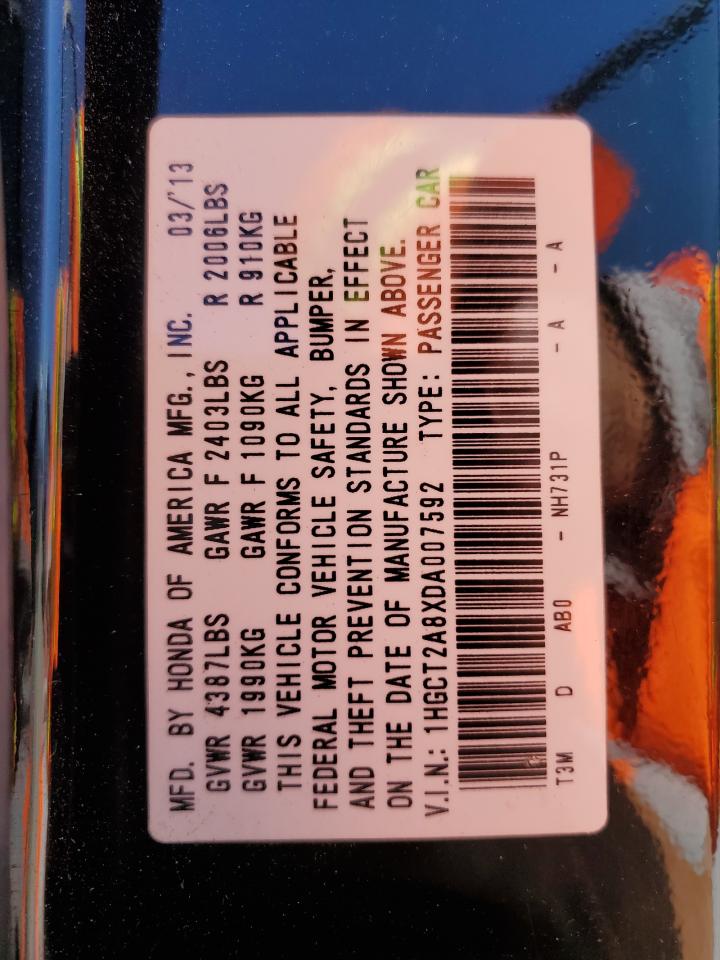 MFD. BY HONDA OF AMERICA MFG., INC. 03/'13
GVWR 4387LBS GAWR F 2403LBS R 2006LBS
GVWR 1990KG GAWR F 1090KG R 910KG
THIS VEHICLE CONFORMS TO ALL APPLICABLE
FEDERAL MOTOR VEHICLE SAFETY, BUMPER,
AND THEFT PREVENTION STANDARDS IN EFFECT
ON THE DATE OF MANUFACTURE SHOWN ABOVE.
V.I.N.: 1HGCT2A8XDA007592 TYPE: PASSENGER CAR
T3M D AB0 - NH731P - A - A